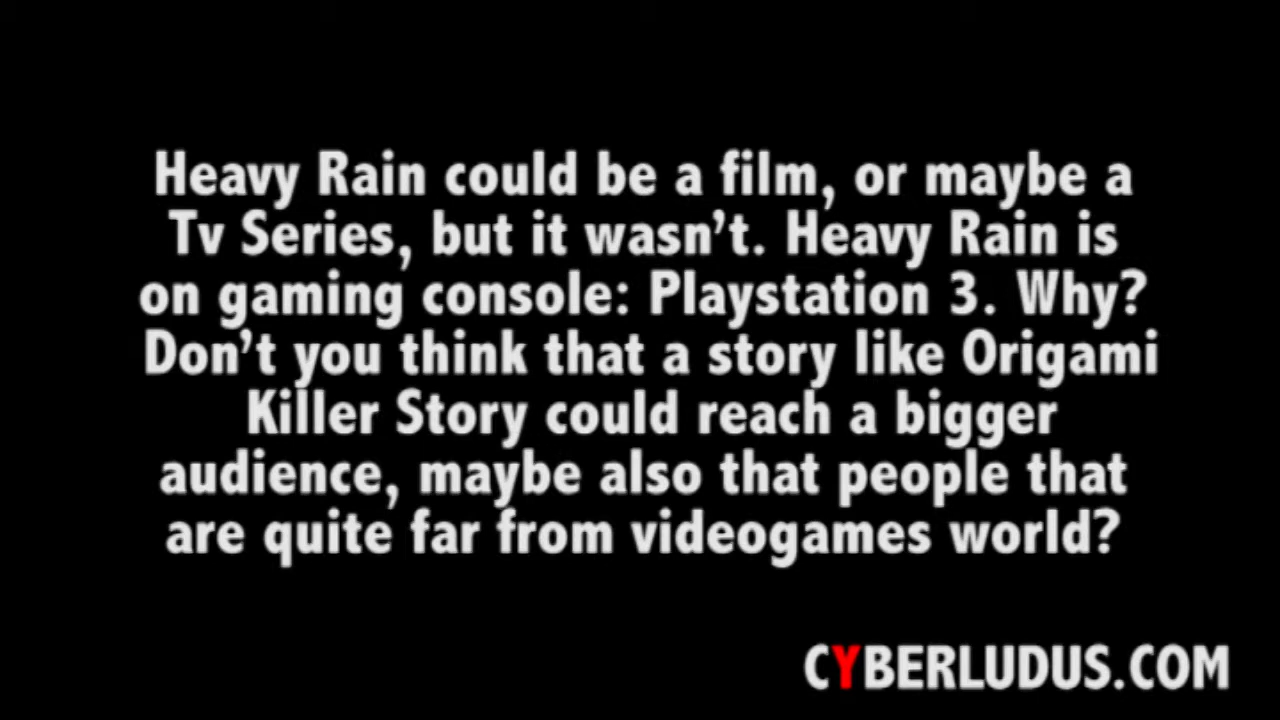 Heavy Rain could be a film, or maybe a
Tv Series, but it wasn't. Heavy Rain is
on gaming console: Playstation 3. Why?
Don't you think that a story like Origami
Killer Story could reach a bigger
audience, maybe also that people that
are quite far from videogames world?
CYBERLUDUS.COM